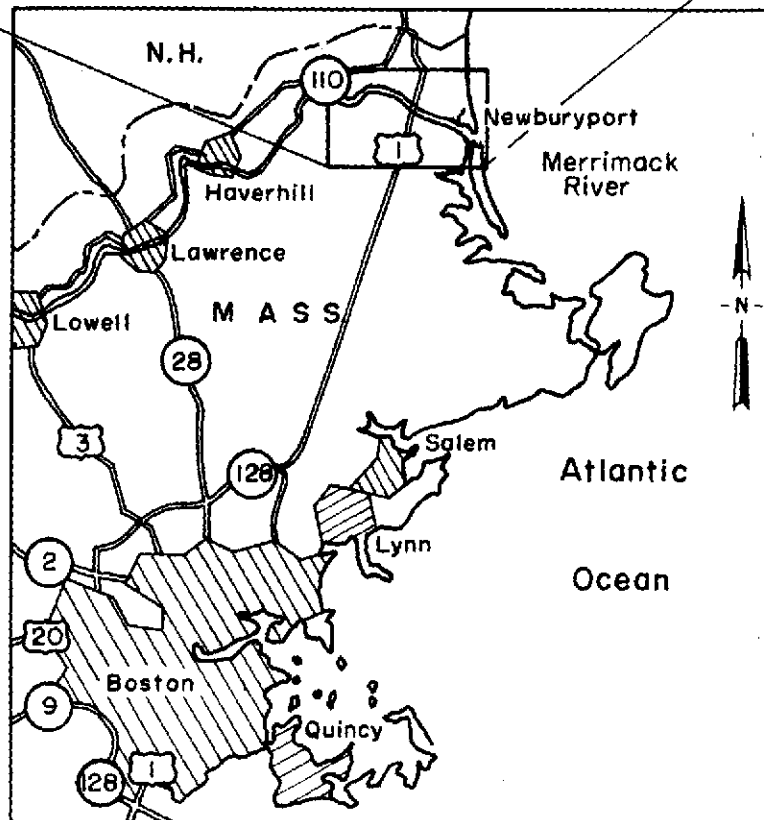 N.H.
110
Newburyport
1
Merrimack
River
Haverhill
Lawrence
-N-
Lowell
MASS.
28
3
128
Salem
Atlantic
Lynn
2
Ocean
20
Boston
9
Quincy
128
1